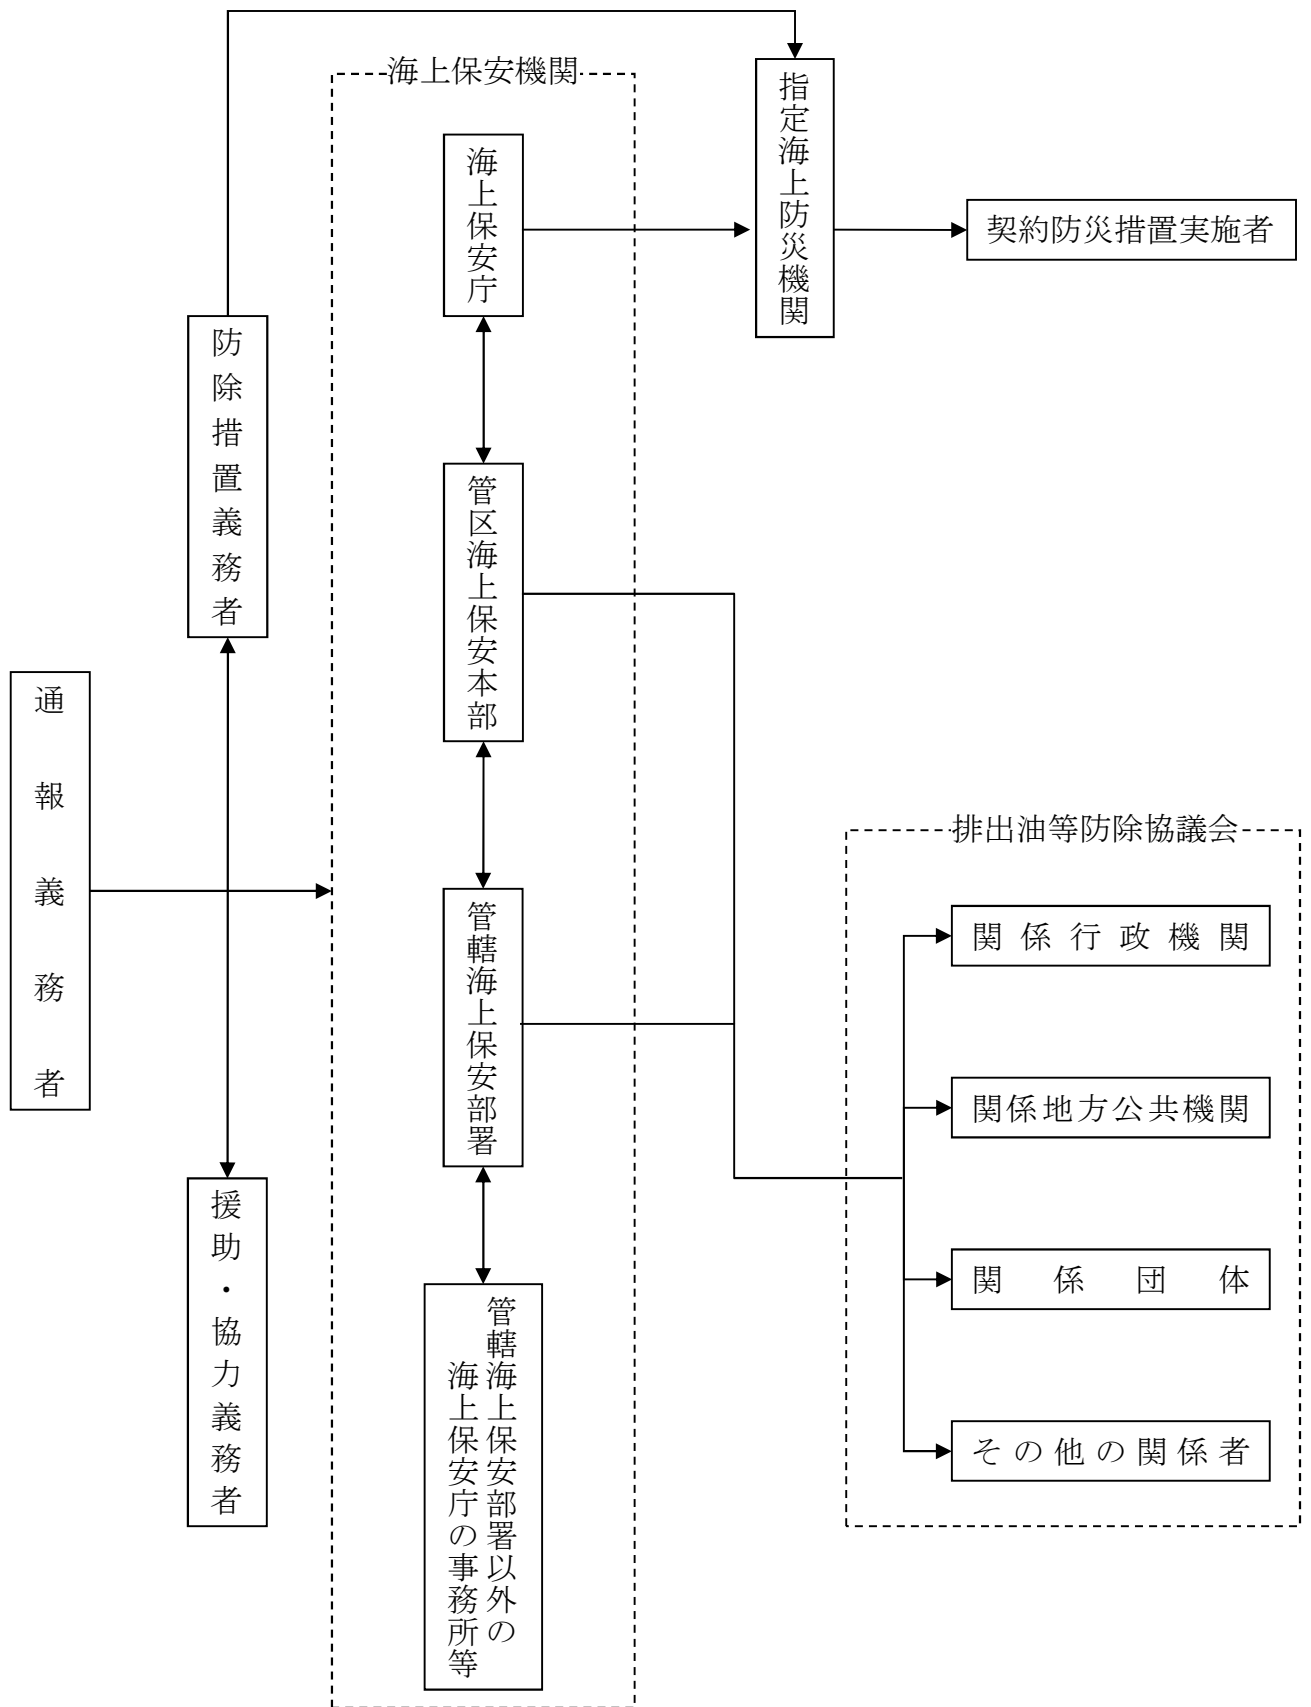 海上保安機関
指定海上防災機関
海上保安庁
契約防災措置実施者
防除措置義務者
管区海上保安本部
通報義務者
排出油等防除協議会
管轄海上保安部署
関係行政機関
関係地方公共機関
援助・協力義務者
関係団体
管轄海上保安部署以外の
海上保安庁の事務所等
その他の関係者